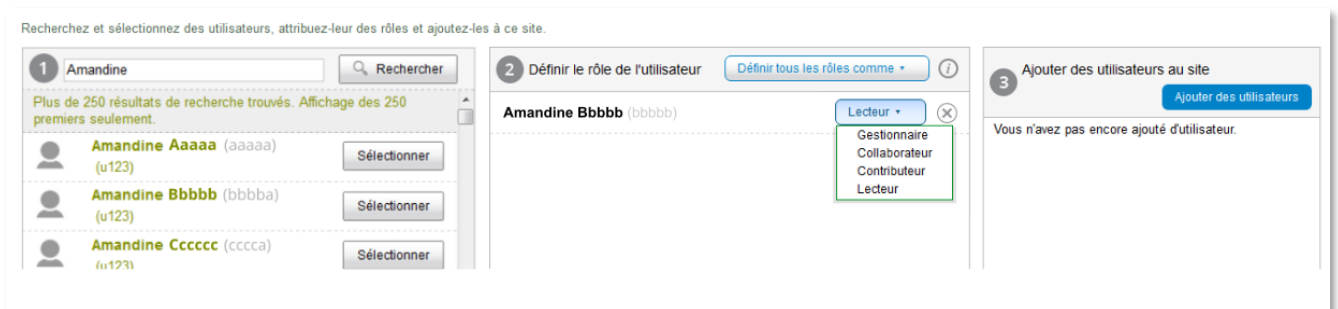 Recherchez et sélectionnez des utilisateurs, attribuez-leur des rôles et ajoutez-les à ce site.
1 Amandine Rechercher
Plus de 250 résultats de recherche trouvés. Affichage des 250
premiers seulement.
Amandine Aaaaa (aaaaa)
(u123)
Sélectionner
Amandine Bbbbb (bbbba)
(u123)
Sélectionner
Amandine Cccccc (cccca)
(u123)
Sélectionner
2 Définir le rôle de l'utilisateur Définir tous les rôles comme i
Amandine Bbbbb (bbbbb) Lecteur
Gestionnaire
Collaborateur
Contributeur
Lecteur
3 Ajouter des utilisateurs au site
Ajouter des utilisateurs
Vous n'avez pas encore ajouté d'utilisateur.